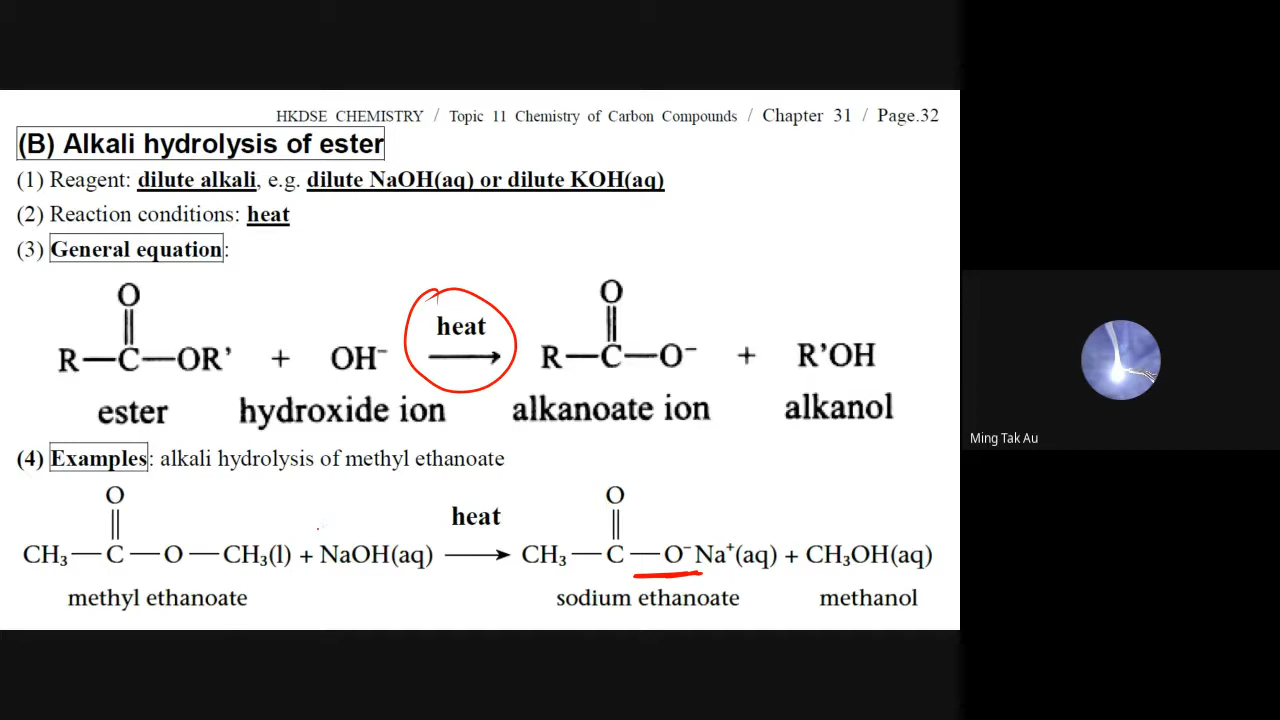 HKDSE CHEMISTRY / Topic 11 Chemistry of Carbon Compounds / Chapter 31 / Page.32
(B) Alkali hydrolysis of ester
(1) Reagent: dilute alkali, e.g. dilute NaOH(aq) or dilute KOH(aq)
(2) Reaction conditions: heat
(3) General equation:
O O
heat
R—C—OR’ + OH⁻ → R—C—O⁻ + R’OH
ester hydroxide ion alkanoate ion alkanol
(4) Examples: alkali hydrolysis of methyl ethanoate
O O
heat
CH₃—C—O—CH₃(l) + NaOH(aq) → CH₃—C—O⁻Na⁺(aq) + CH₃OH(aq)
methyl ethanoate sodium ethanoate methanol
Ming Tak Au